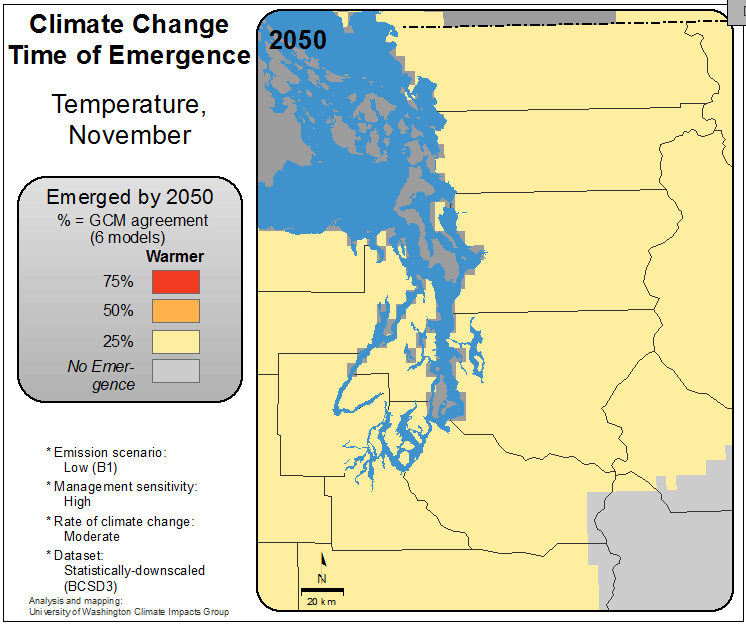 Climate Change
Time of Emergence
Temperature,
November
Emerged by 2050
% = GCM agreement
(6 models)
Warmer
75%
50%
25%
No Emer-
gence
* Emission scenario:
Low (B1)
* Management sensitivity:
High
* Rate of climate change:
Moderate
* Dataset:
Statistically-downscaled
(BCSD3)
Analysis and mapping:
University of Washington Climate Impacts Group
2050
N
20 km